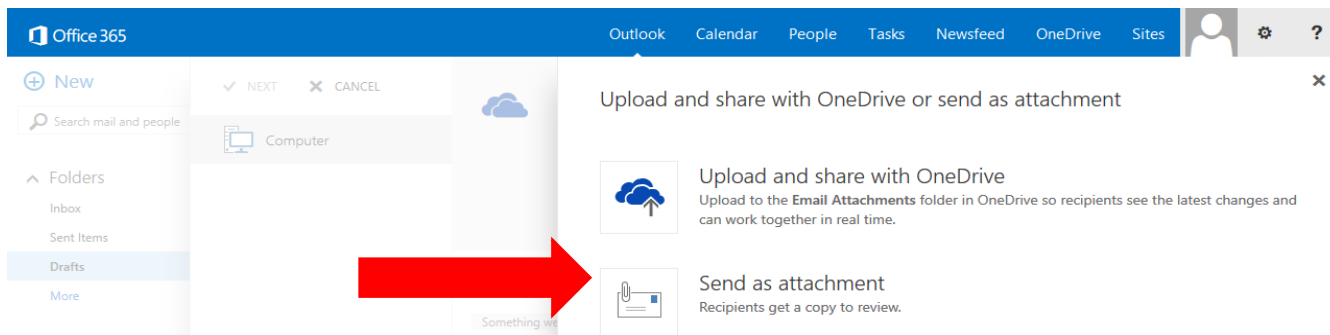 Office 365
Outlook Calendar People Tasks Newsfeed OneDrive Sites ?
New
NEXT CANCEL
Search mail and people
Computer
Folders
Inbox
Sent Items
Drafts
More
Something we
Upload and share with OneDrive or send as attachment
Upload and share with OneDrive
Upload to the Email Attachments folder in OneDrive so recipients see the latest changes and
can work together in real time.
Send as attachment
Recipients get a copy to review.